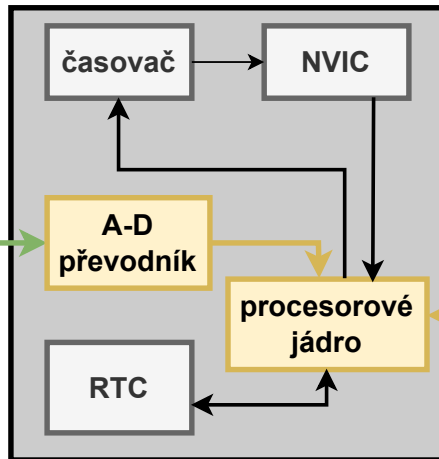 časovač
NVIC
A-D
převodník
procesorové
jádro
RTC